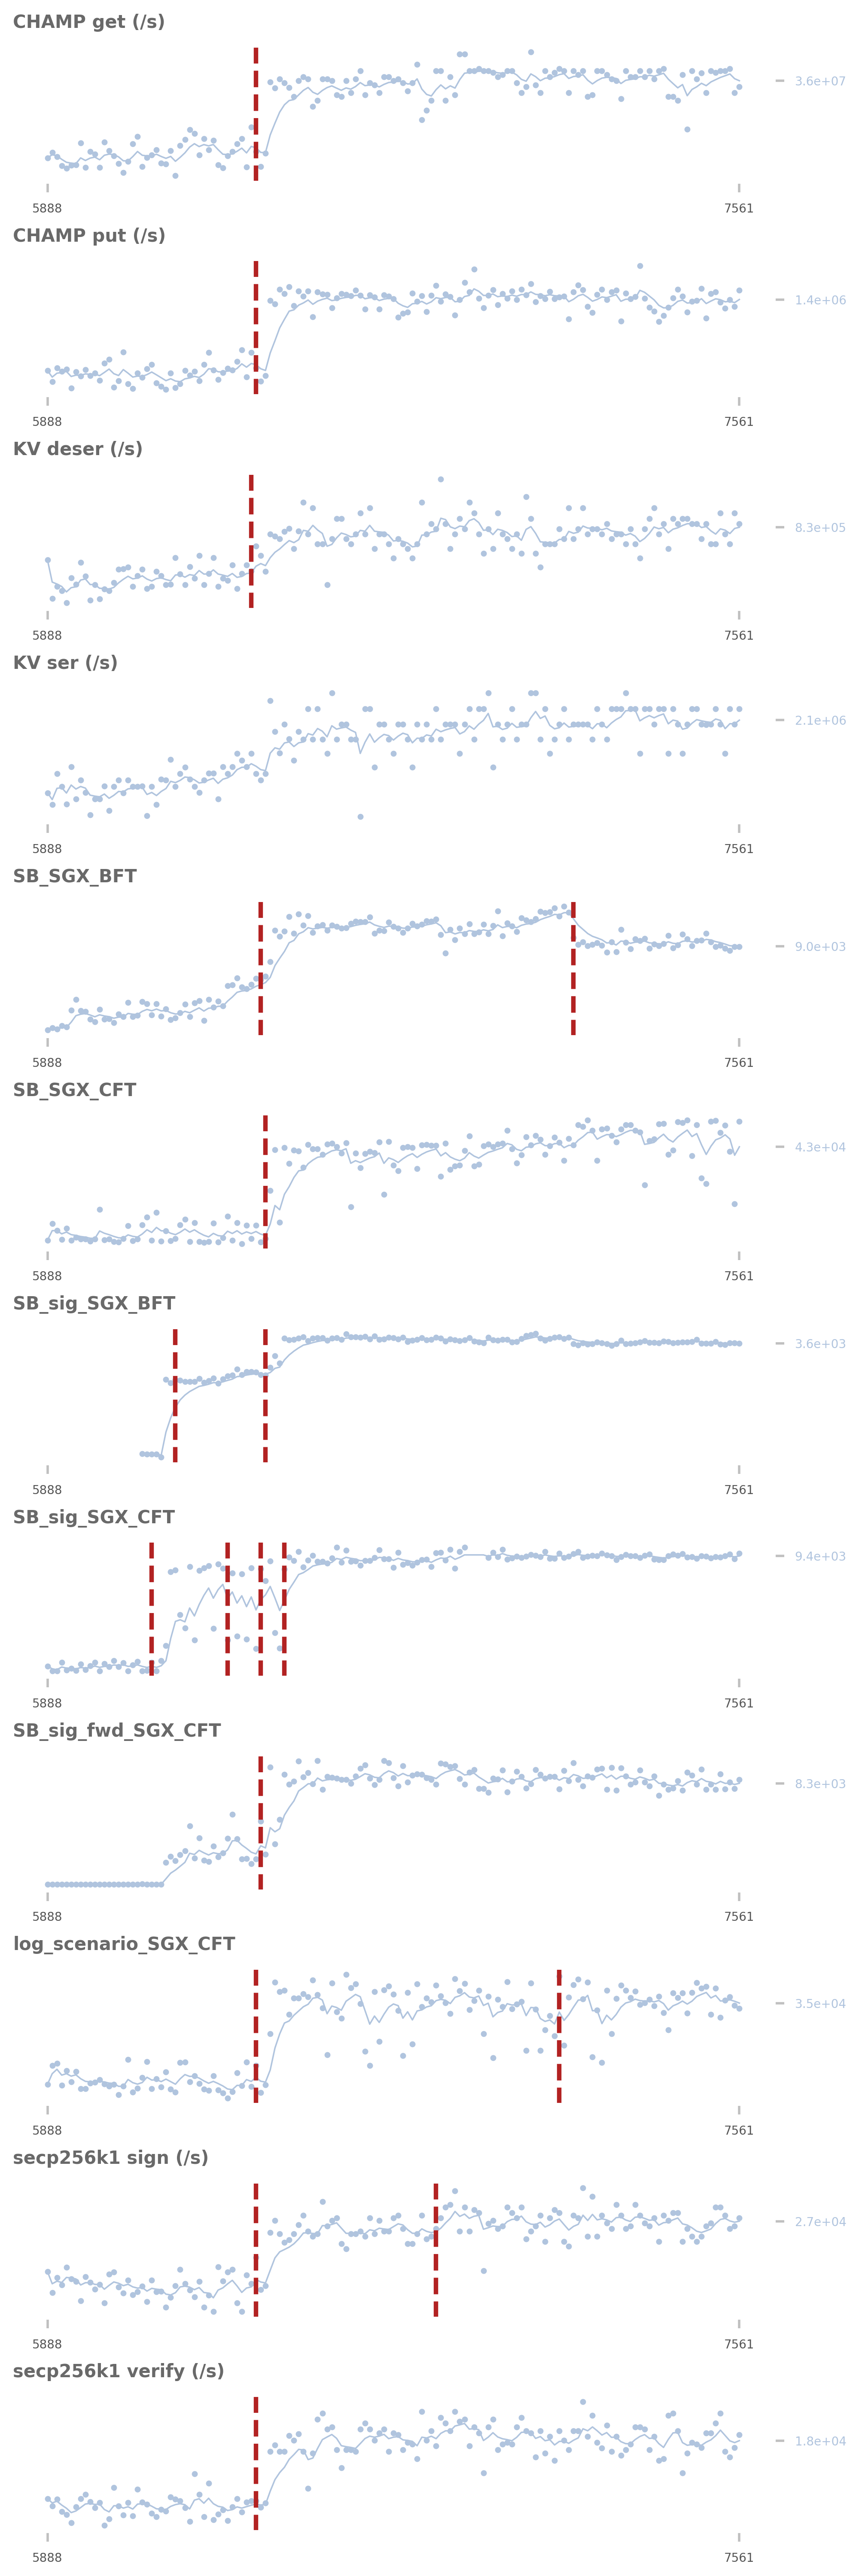 CHAMP get (/s)
3.6e+07
5888 7561
CHAMP put (/s)
1.4e+06
5888 7561
KV deser (/s)
8.3e+05
5888 7561
KV ser (/s)
2.1e+06
5888 7561
SB_SGX_BFT
9.0e+03
5888 7561
SB_SGX_CFT
4.3e+04
5888 7561
SB_sig_SGX_BFT
3.6e+03
5888 7561
SB_sig_SGX_CFT
9.4e+03
5888 7561
SB_sig_fwd_SGX_CFT
8.3e+03
5888 7561
log_scenario_SGX_CFT
3.5e+04
5888 7561
secp256k1 sign (/s)
2.7e+04
5888 7561
secp256k1 verify (/s)
1.8e+04
5888 7561